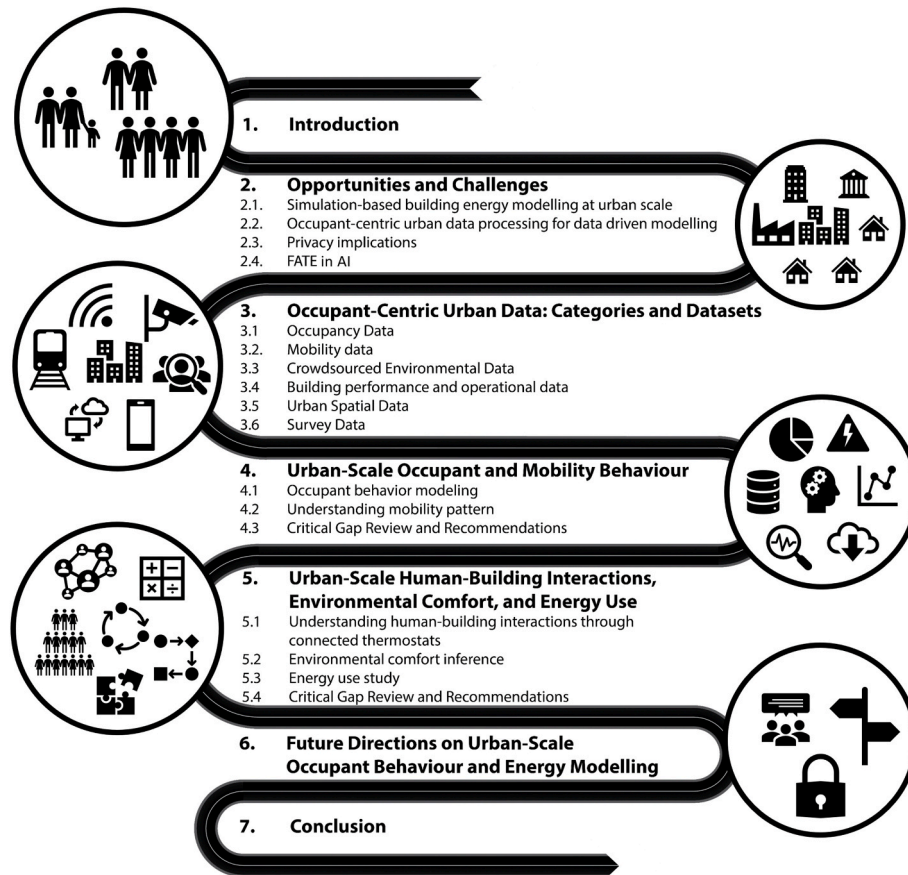 1. Introduction
2. Opportunities and Challenges
2.1. Simulation-based building energy modelling at urban scale
2.2. Occupant-centric urban data processing for data driven modelling
2.3. Privacy implications
2.4. FATE in AI
3. Occupant-Centric Urban Data: Categories and Datasets
3.1 Occupancy Data
3.2. Mobility data
3.3 Crowdsourced Environmental Data
3.4 Building performance and operational data
3.5 Urban Spatial Data
3.6 Survey Data
4. Urban-Scale Occupant and Mobility Behaviour
4.1 Occupant behavior modeling
4.2 Understanding mobility pattern
4.3 Critical Gap Review and Recommendations
5. Urban-Scale Human-Building Interactions,
Environmental Comfort, and Energy Use
5.1 Understanding human-building interactions through
connected thermostats
5.2 Environmental comfort inference
5.3 Energy use study
5.4 Critical Gap Review and Recommendations
6. Future Directions on Urban-Scale
Occupant Behaviour and Energy Modelling
7. Conclusion